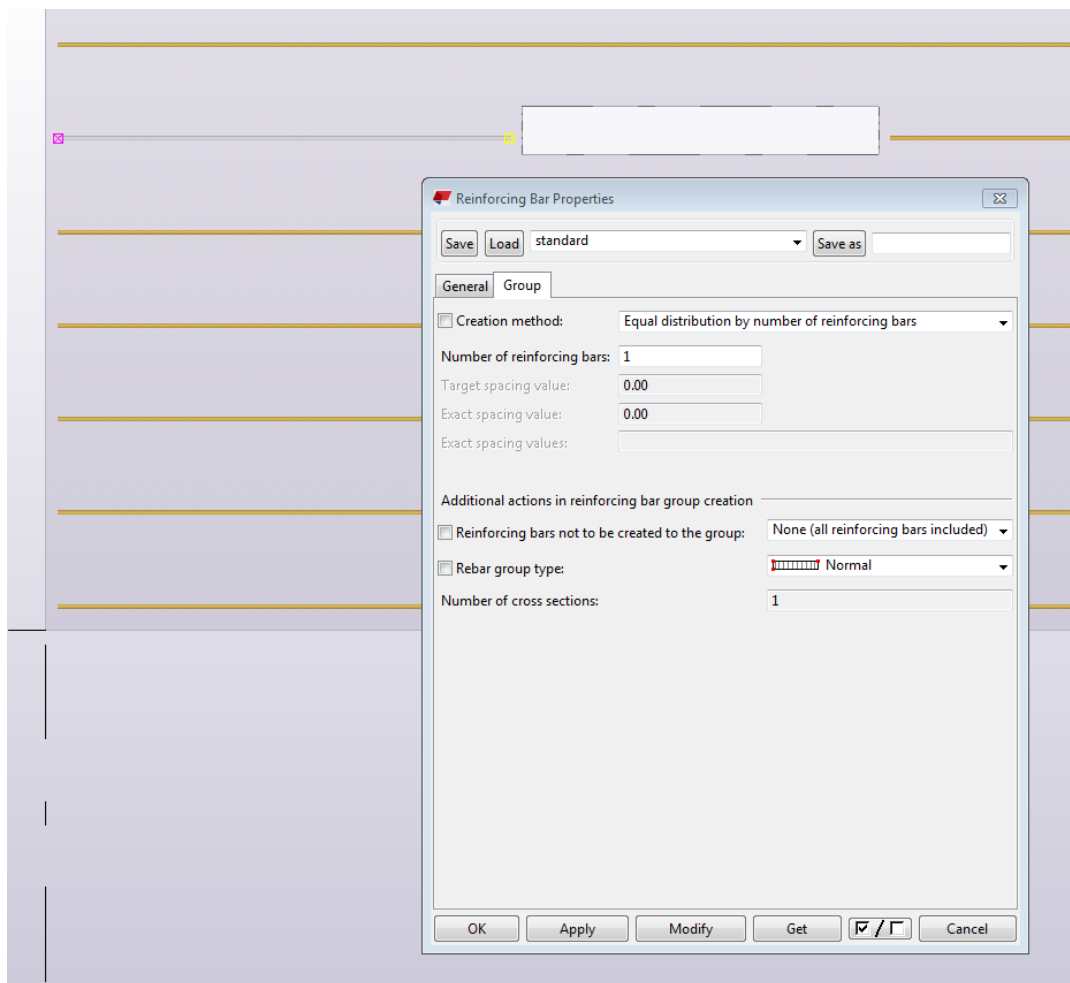 Reinforcing Bar Properties
Save Load standard Save as
General Group
Creation method: Equal distribution by number of reinforcing bars
Number of reinforcing bars: 1
Target spacing value: 0.00
Exact spacing value: 0.00
Exact spacing values:
Additional actions in reinforcing bar group creation
Reinforcing bars not to be created to the group: None (all reinforcing bars included)
Rebar group type: Normal
Number of cross sections: 1
OK Apply Modify Get / Cancel